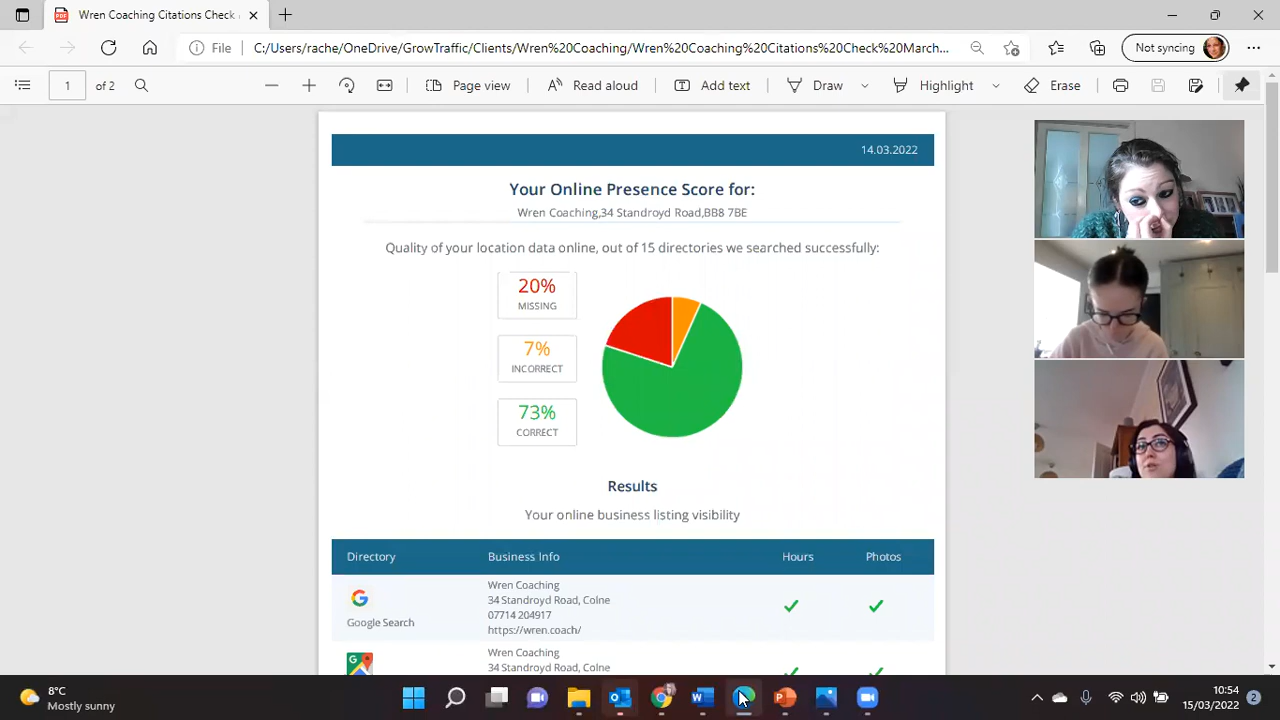 Wren Coaching Citations Check
File
C:/Users/rache/OneDrive/GrowTraffic/Clients/Wren%20Coaching/Wren%20Coaching%20Citations%20Check%20March...
Not syncing
1 of 2
Page view
Read aloud
Add text
Draw
Highlight
Erase
14.03.2022
Your Online Presence Score for:
Wren Coaching,34 Standroyd Road,BB8 7BE
Quality of your location data online, out of 15 directories we searched successfully:
20%
MISSING
7%
INCORRECT
73%
CORRECT
Results
Your online business listing visibility
Directory Business Info Hours Photos
Google Search
Wren Coaching
34 Standroyd Road, Colne
07714 204917
https://wren.coach/
Wren Coaching
34 Standroyd Road, Colne
8°C
Mostly sunny
10:54
15/03/2022
2